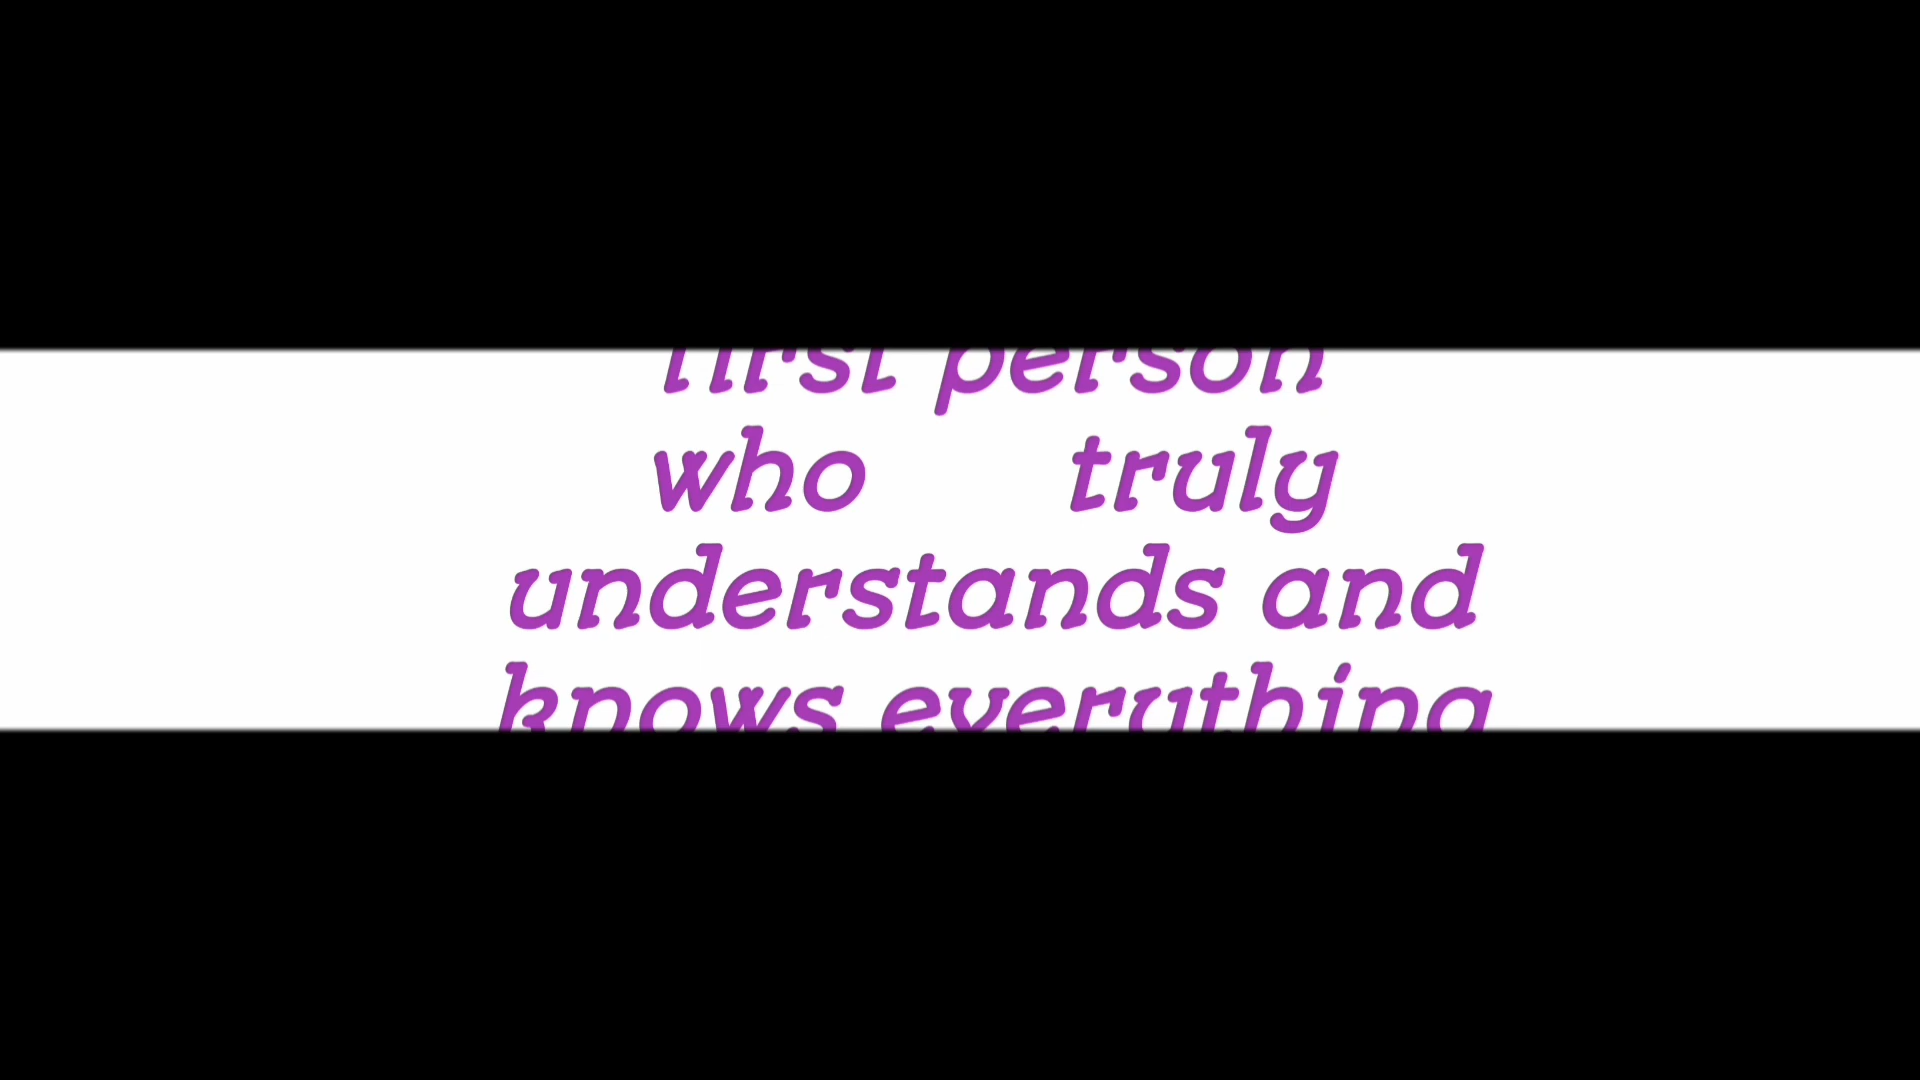 first person
who truly
understands and
knows everything